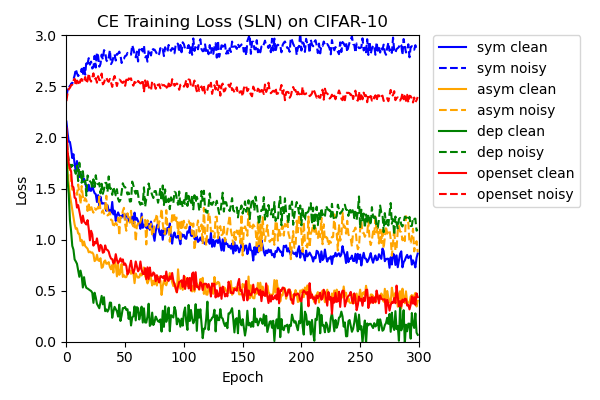 CE Training Loss (SLN) on CIFAR-10
3.0
2.5
2.0
1.5
1.0
0.5
0.0
Loss
0 50 100 150 200 250 300
Epoch
sym clean
sym noisy
asym clean
asym noisy
dep clean
dep noisy
openset clean
openset noisy